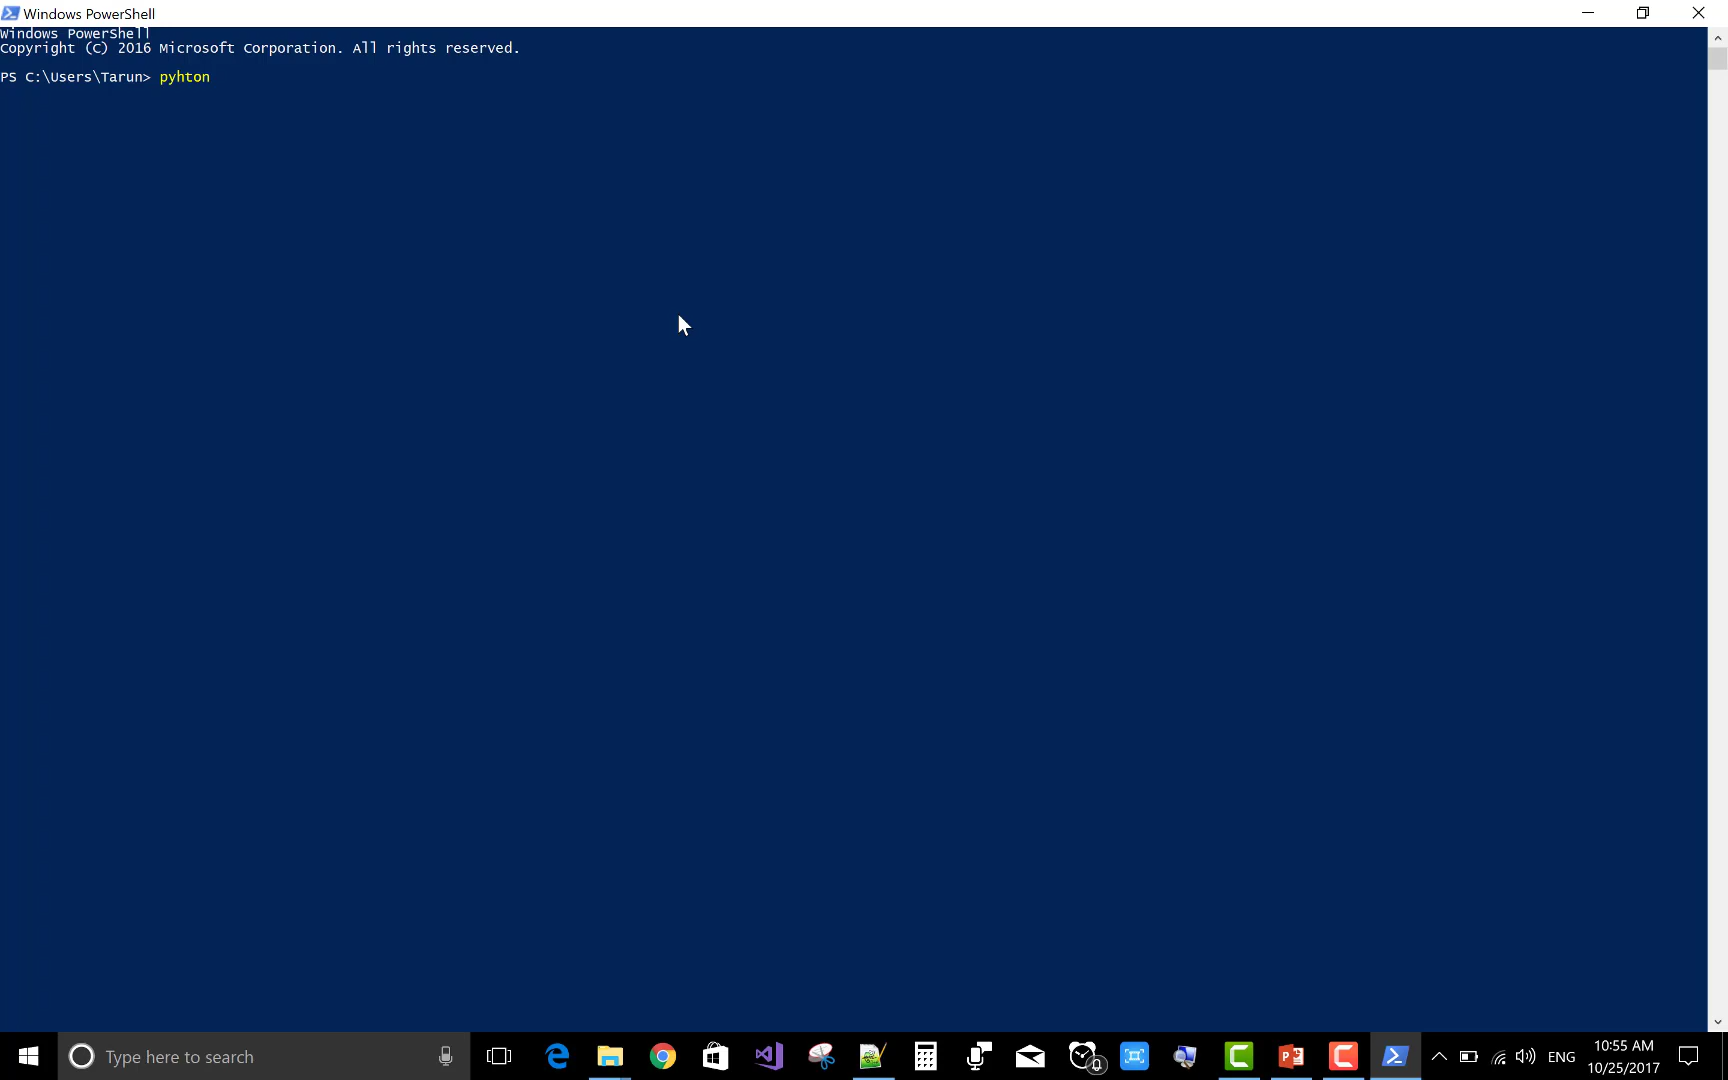 Windows PowerShell
Windows PowerShell
Copyright (C) 2016 Microsoft Corporation. All rights reserved.
PS C:\Users\Tarun> pyhton
Type here to search
ENG
10:55 AM
10/25/2017